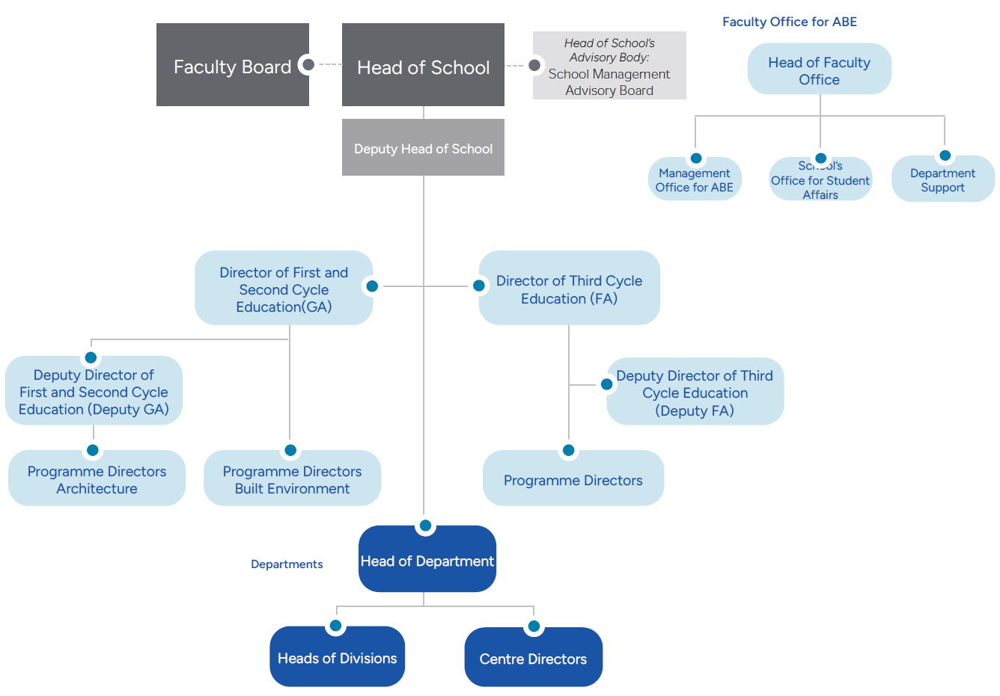 Faculty Office for ABE
Faculty Board
Head of School
Head of School's
Advisory Body:
School Management
Advisory Board
Head of Faculty
Office
Deputy Head of School
Management
Office for ABE
School's
Office for Student
Affairs
Department
Support
Director of First and
Second Cycle
Education(GA)
Director of Third Cycle
Education (FA)
Deputy Director of
First and Second Cycle
Education (Deputy GA)
Deputy Director of Third
Cycle Education
(Deputy FA)
Programme Directors
Architecture
Programme Directors
Built Environment
Programme Directors
Departments
Head of Department
Heads of Divisions
Centre Directors